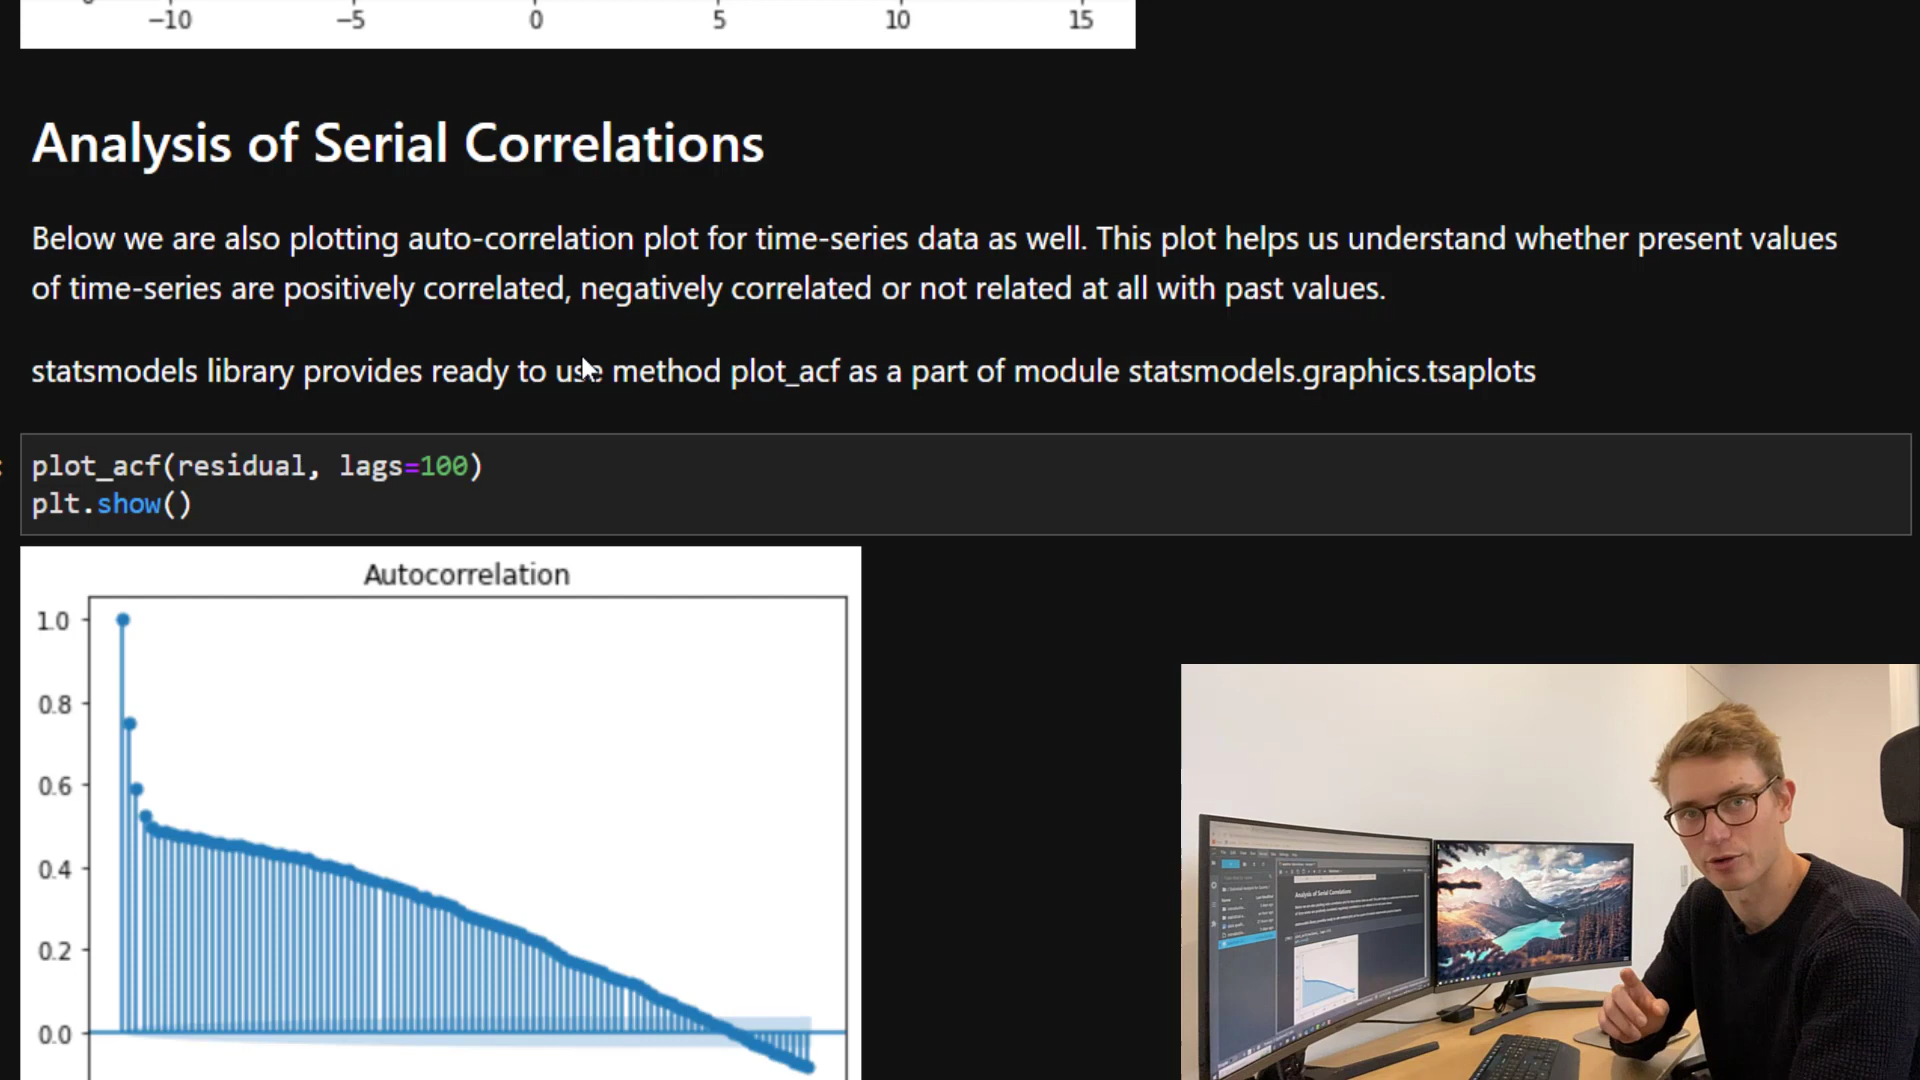 −10 −5 0 5 10 15
Analysis of Serial Correlations
Below we are also plotting auto-correlation plot for time-series data as well. This plot helps us understand whether present values
of time-series are positively correlated, negatively correlated or not related at all with past values.
statsmodels library provides ready to use method plot_acf as a part of module statsmodels.graphics.tsaplots
plot_acf(residual, lags=100)
plt.show()
Autocorrelation
1.0
0.8
0.6
0.4
0.2
0.0
Analysis of Serial Correlations